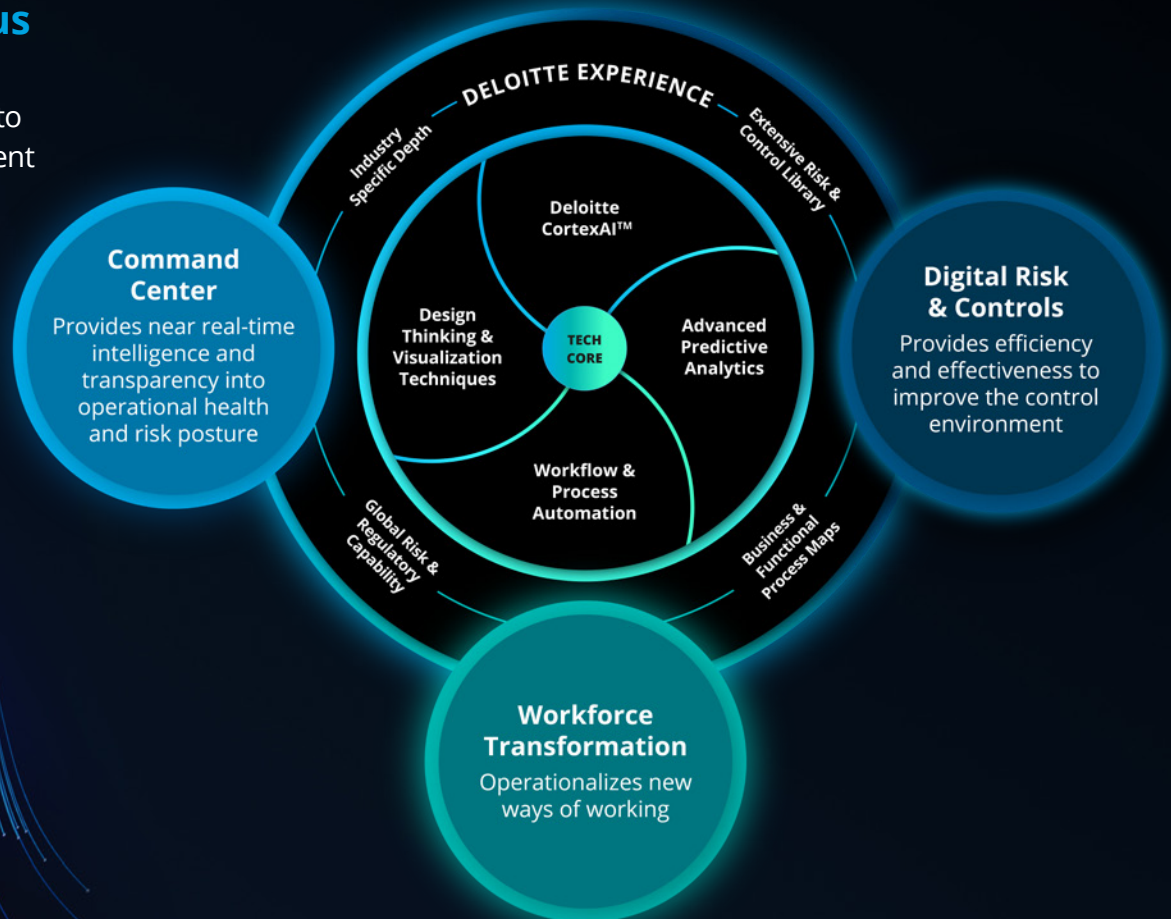 us
to
ent
DELOITTE EXPERIENCE
Industry
Specific Depth
Extensive Risk &
Control Library
Deloitte
CortexAI™
Design
Thinking &
Visualization
Techniques
TECH
CORE
Advanced
Predictive
Analytics
Workflow &
Process
Automation
Command
Center
Provides near real-time
intelligence and
transparency into
operational health
and risk posture
Digital Risk
& Controls
Provides efficiency
and effectiveness to
improve the control
environment
Global Risk &
Regulatory
Capability
Business &
Functional
Process Maps
Workforce
Transformation
Operationalizes new
ways of working